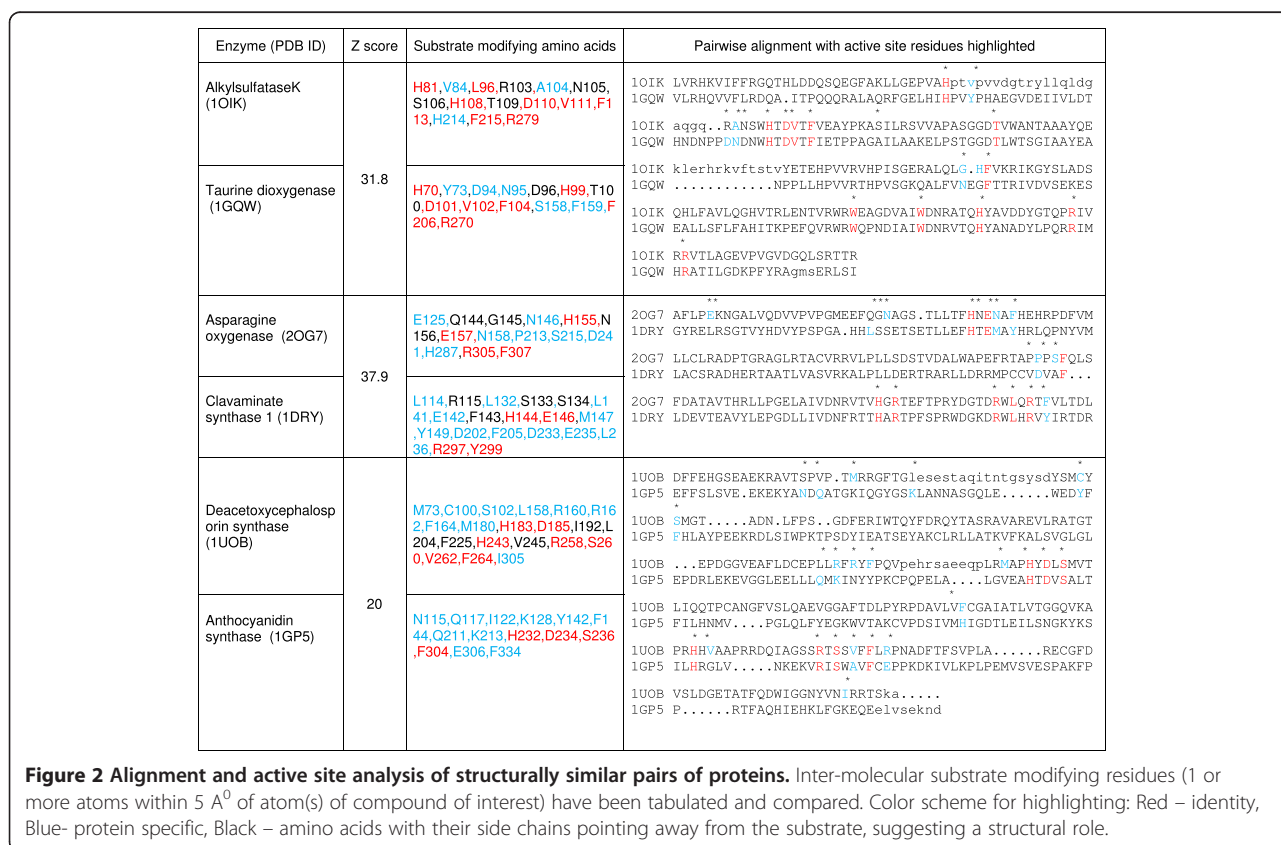 Enzyme (PDB ID)
Z score
Substrate modifying amino acids
Pairwise alignment with active site residues highlighted
AlkylsulfataseK
(1OIK)
31.8
H81,V84,L96,R103,A104,N105,
S106,H108,T109,D110,V111,F1
13,H214,F215,R279
* *
1OIK LVRHKVIFFRGQTHLDDQSQEGFAKLLGEPVAHptvpvvdgtryllqldg
1GQW VLRHQVVFLRDQA.ITPQQQRALAQRFGELHIHPVYPHAEGVDEIIVLDT
* ** * ** * * *
1OIK aqgq..RANSWHTDVTFVEAYPKASILRSVVAPASGGDTVWANTAAAYQE
1GQW HNDNPPDNDNWHTDVTFIETPPAGAILAAKELPSTGGDTLWTSGIAAYEA
* *
1OIK klerhrkvftstvYETEHPVVRVHPISGERALQLG.HFVKRIKGYSLADS
1GQW ............NPPLLHPVVRTHPVSGKQALFVNEGFTTRIVDVSEKES
* * * *
1OIK QHLFAVLQGHVTRLENTVRWRWEAGDVAIWDNRATQHYAVDDYGTQPRIV
1GQW EALLSFLFAHITKPEFQVRWRWQPNDIAIWDNRVTQHYANADYLPQRRIM
*
1OIK RRVTLAGEVPVGVDGQLSRTTR
1GQW HRATILGDKPFYRAgmsERLSI
Taurine dioxygenase
(1GQW)
H70,Y73,D94,N95,D96,H99,T10
0,D101,V102,F104,S158,F159,F
206,R270
Asparagine
oxygenase (2OG7)
37.9
E125,Q144,G145,N146,H155,N
156,E157,N158,P213,S215,D24
1,H287,R305,F307
** *** ** ** *
2OG7 AFLPEKNGALVQDVVPVPGMEEFQGNAGS.TLLTFHNENAFHEHRPDFVM
1DRY GYRELRSGTVYHDVYPSPGA.HHLSSETSETLLEFHTEMAYHRLQPNYVM
* * *
2OG7 LLCLRADPTGRAGLRTACVRRVLPLLSDSTVDALWAPEFRTAPPPSFQLS
1DRY LACSRADHERTAATLVASVRKALPLLDERTRARLLDRRMPCCVDVAF...
* * * * * *
2OG7 FDATAVTHRLLPGELAIVDNRVTVHGRTEFTPRYDGTDRWLQRTFVLTDL
1DRY LDEVTEAVYLEPGDLLIVDNFRTTHARTPFSPRWDGKDRWLHRVYIRTDR
Clavaminate
synthase 1 (1DRY)
L114,R115,L132,S133,S134,L1
41,E142,F143,H144,E146,M147
,Y149,D202,F205,D233,E235,L2
36,R297,Y299
Deacetoxycephalosp
orin synthase
(1UOB)
20
M73,C100,S102,L158,R160,R16
2,F164,M180,H183,D185,I192,L
204,F225,H243,V245,R258,S26
0,V262,F264,I305
* * * * *
1UOB DFFEHGSEAEKRAVTSPVP.TMRRGFTGlesestaqitntgsysdYSMCY
1GP5 EFFSLSVEEKEKYANDQATGKIQGYGSKLANNASGQLE......WEDYF
*
1UOB SMGT.....ADN.LFPS..GDFERIWTQYFDRQYTASRAVAREVLRATGT
1GP5 FHLAYPEEKRDLSIWPKTPSDYIEATSEYAKCLRLLATKVFKALSVGLGL
* * * * * * * *
1UOB ...EPDGGVEAFLDCEPLLRFRYFPQVpehrsaeeqpLRMAPHYDLSMVT
1GP5 EPDRLEKEVGGLEELLLQMKINYYPKCPQPELA....LGVEAHTDVSALT
*
1UOB LIQQTPCANGFVSLQAEVGGAFTDLPYRPDAVLVFCGAIATLVTGGQVKA
1GP5 FILHNMV....PGLQLFYEGKWVTAKCVPDSIVMHIGDTLEILSNGKYKS
* * * * * * *
1UOB PRHHVAAPRRDQIAGSSRTSSVFFLRPNADFTFSVPLA.....RECGFD
1GP5 ILHRGLV....NKEKVRISWAVFCEPPKDKIVLKPLPEMVSVESPAKFP
*
1UOB VSLDGETATFQDWIGGNYVNIRRTSka.....
1GP5 P......RTFAQHIEHKLFGKEQEelvseknd
Anthocyanidin
synthase (1GP5)
N115,Q117,I122,K128,Y142,F1
44,Q211,K213,H232,D234,S236
,F304,E306,F334
Figure 2 Alignment and active site analysis of structurally similar pairs of proteins. Inter-molecular substrate modifying residues (1 or
more atoms within 5 A0 of atom(s) of compound of interest) have been tabulated and compared. Color scheme for highlighting: Red – identity,
Blue- protein specific, Black – amino acids with their side chains pointing away from the substrate, suggesting a structural role.